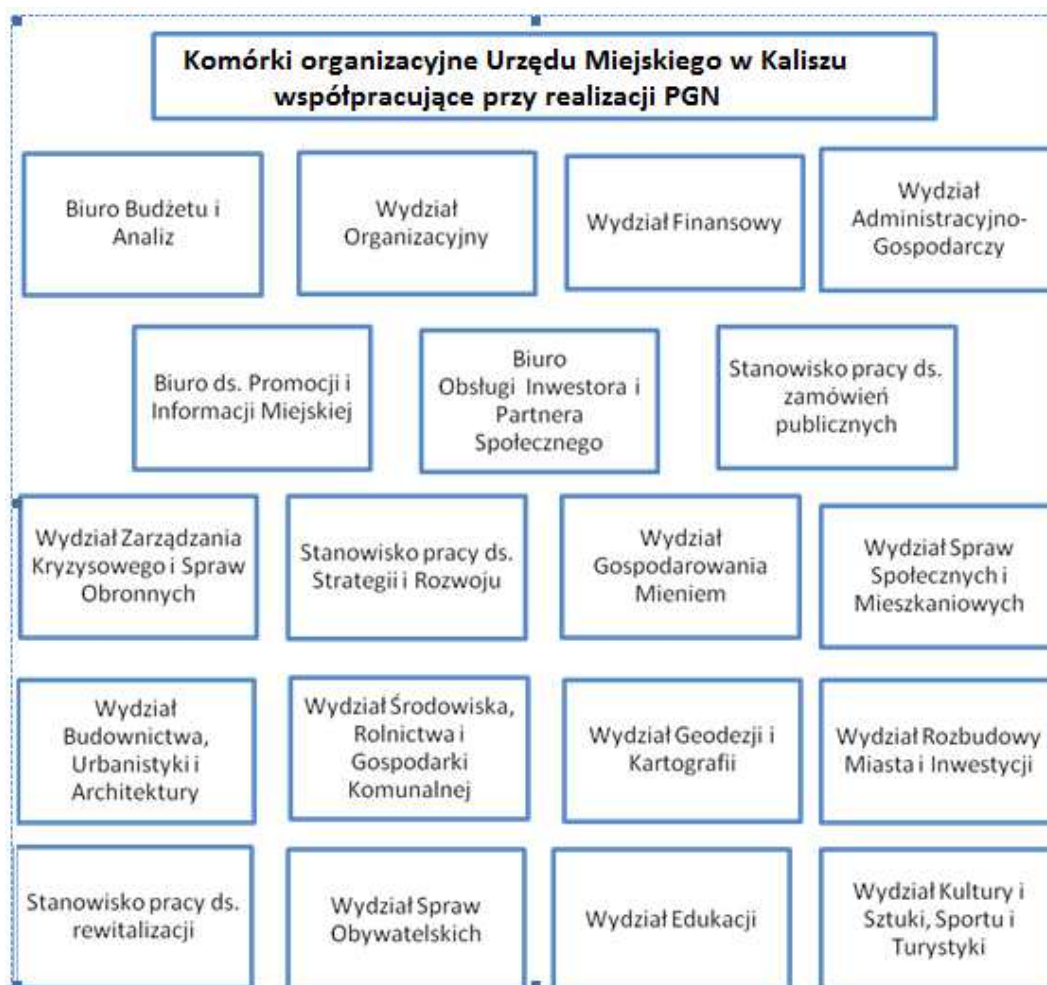 Komórki organizacyjne Urzędu Miejskiego w Kaliszu
współpracujące przy realizacji PGN
Biuro Budżetu i
Analiz
Wydział
Organizacyjny
Wydział Finansowy
Wydział
Administracyjno-
Gospodarczy
Biuro ds. Promocji i
Informacji Miejskiej
Biuro
Obsługi Inwestora i
Partnera
Społecznego
Stanowisko pracy ds.
zamówień
publicznych
Wydział Zarządzania
Kryzysowego i Spraw
Obronnych
Stanowisko pracy ds.
Strategii i Rozwoju
Wydział
Gospodarowania
Mieniem
Wydział Spraw
Społecznych i
Mieszkaniowych
Wydział
Budownictwa,
Urbanistyki i
Architektury
Wydział Środowiska,
Rolnictwa i
Gospodarki
Komunalnej
Wydział Geodezji i
Kartografii
Wydział Rozbudowy
Miasta i Inwestycji
Stanowisko pracy ds.
rewitalizacji
Wydział Spraw
Obywatelskich
Wydział Edukacji
Wydział Kultury i
Sztuki, Sportu i
Turystyki